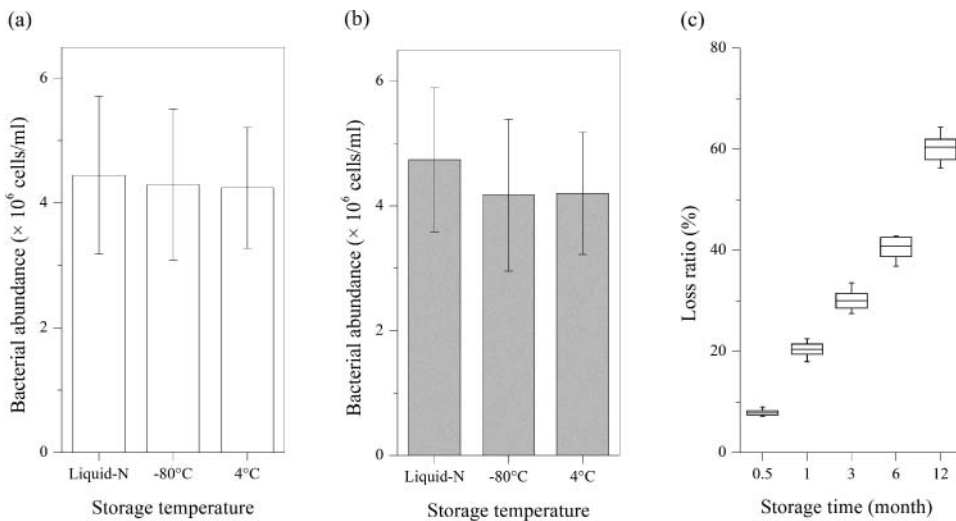 (a)
Bacterial abundance (× 10⁶ cells/ml)
6
4
2
0
Liquid-N -80°C 4°C
Storage temperature
(b)
Bacterial abundance (× 10⁶ cells/ml)
6
4
2
0
Liquid-N -80°C 4°C
Storage temperature
(c)
Loss ratio (%)
80
60
40
20
0
0.5 1 3 6 12
Storage time (month)